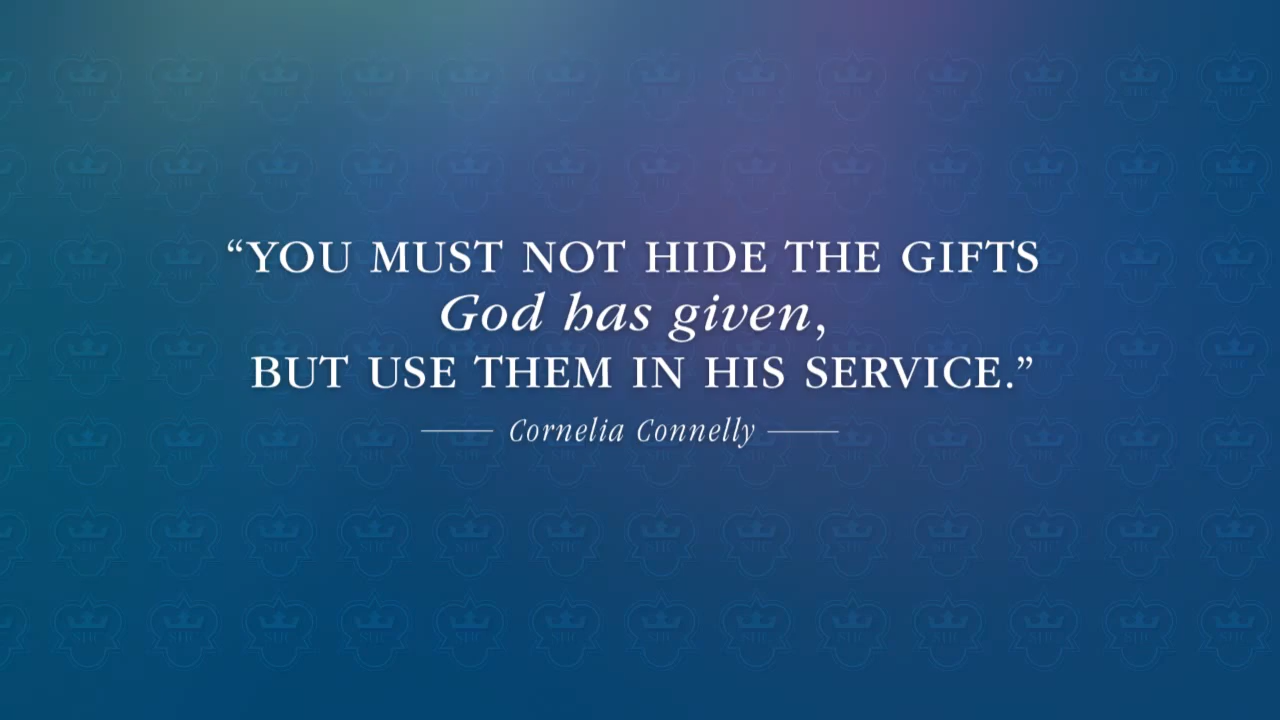 “YOU MUST NOT HIDE THE GIFTS
God has given,
BUT USE THEM IN HIS SERVICE.”
Cornelia Connelly